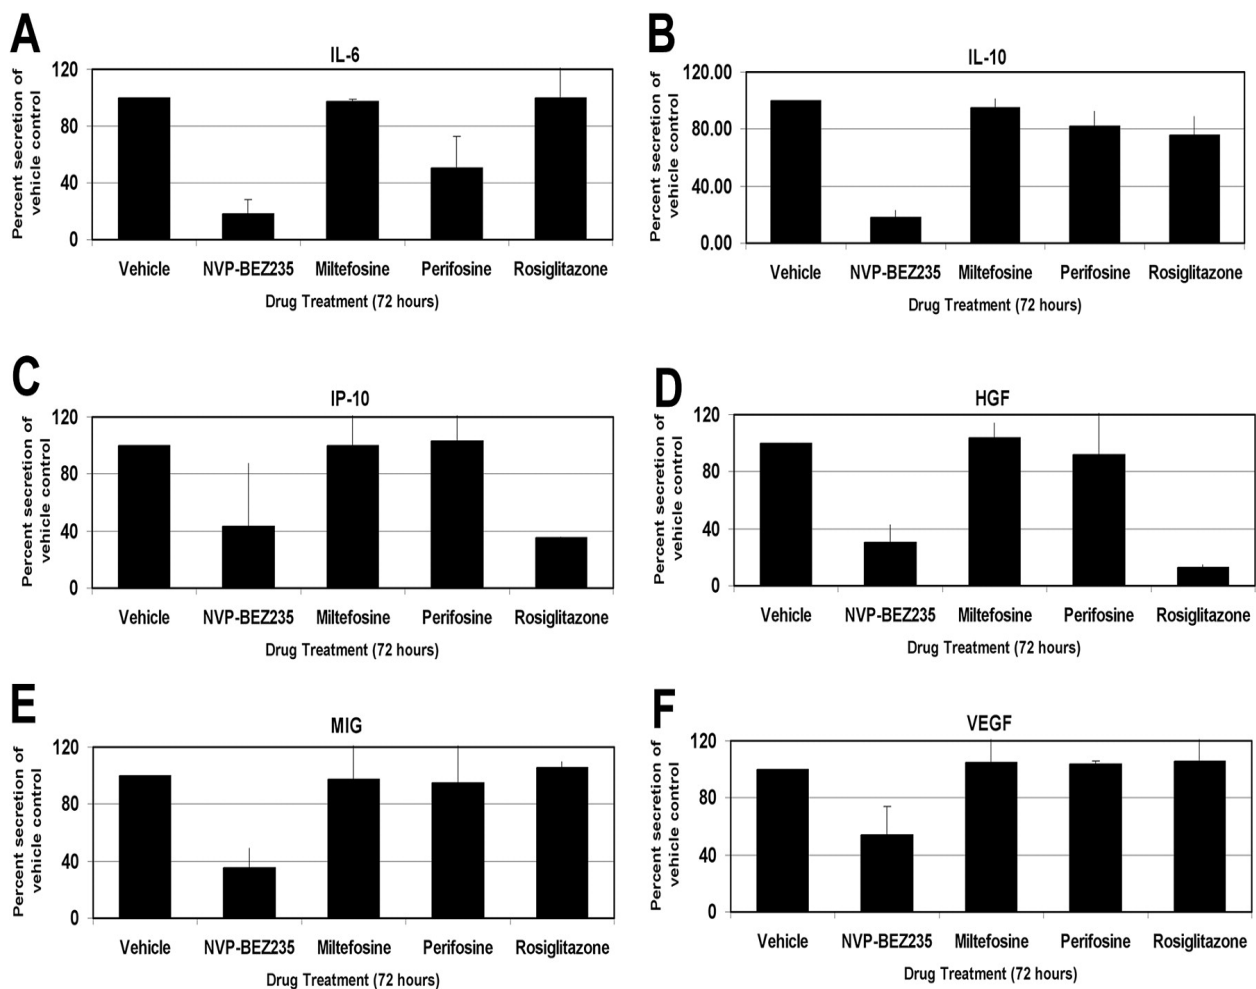 A
IL-6
Percent secretion of
vehicle control
120
80
40
0
Vehicle NVP-BEZ235 Miltefosine Perifosine Rosiglitazone
Drug Treatment (72 hours)
B
IL-10
Percent secretion of
vehicle control
120.00
80.00
40.00
0.00
Vehicle NVP-BEZ235 Miltefosine Perifosine Rosiglitazone
Drug Treatment (72 hours)
C
IP-10
Percent secretion of
vehicle control
120
80
40
0
Vehicle NVP-BEZ235 Miltefosine Perifosine Rosiglitazone
Drug Treatment (72 hours)
D
HGF
Percent secretion of
vehicle control
120
80
40
0
Vehicle NVP-BEZ235 Miltefosine Perifosine Rosiglitazone
Drug Treatment (72 hours)
E
MIG
Percent secretion of
vehicle control
120
80
40
0
Vehicle NVP-BEZ235 Miltefosine Perifosine Rosiglitazone
Drug Treatment (72 hours)
F
VEGF
Percent secretion of
vehicle control
120
80
40
0
Vehicle NVP-BEZ235 Miltefosine Perifosine Rosiglitazone
Drug Treatment (72 hours)